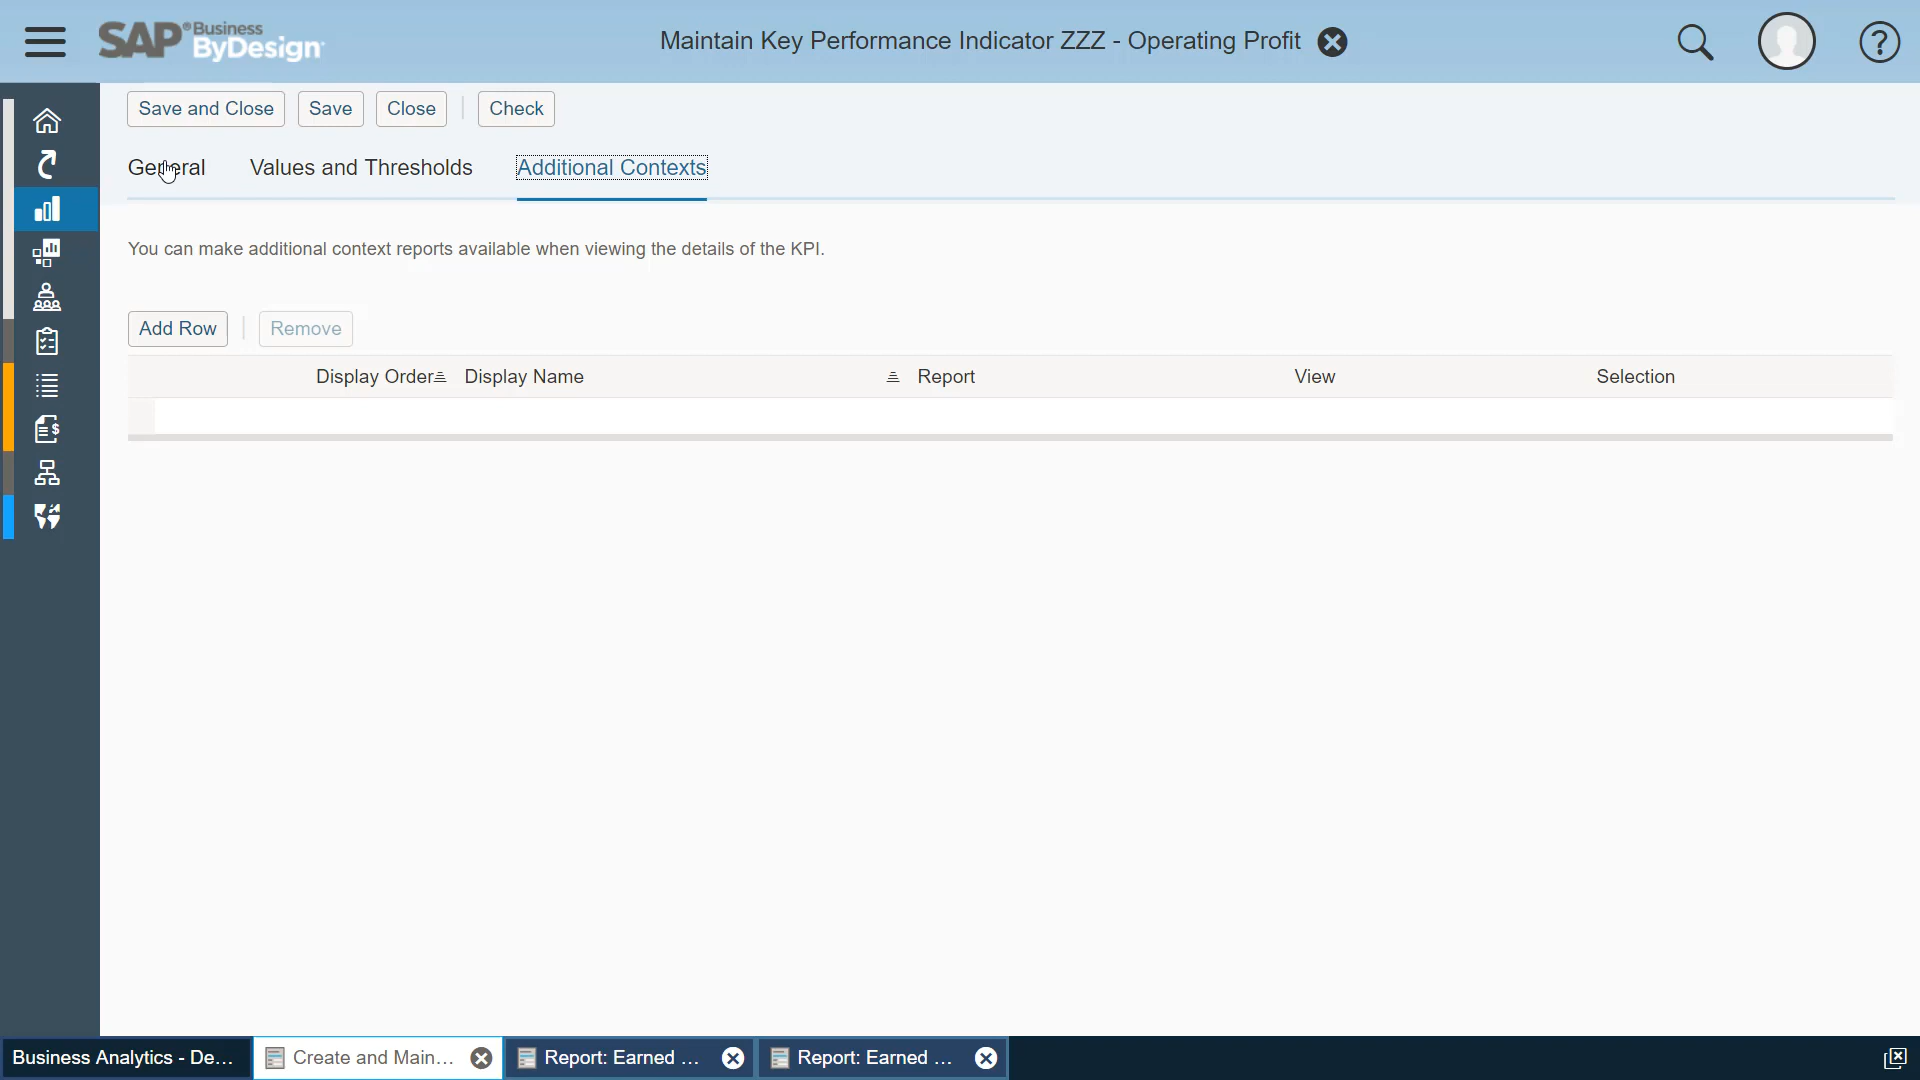 SAP® Business ByDesign
Maintain Key Performance Indicator ZZZ - Operating Profit
?
Save and Close Save Close Check
General Values and Thresholds Additional Contexts
You can make additional context reports available when viewing the details of the KPI.
Add Row Remove
Display Order Display Name Report View Selection
Business Analytics - De... Create and Main... Report: Earned ... Report: Earned ...